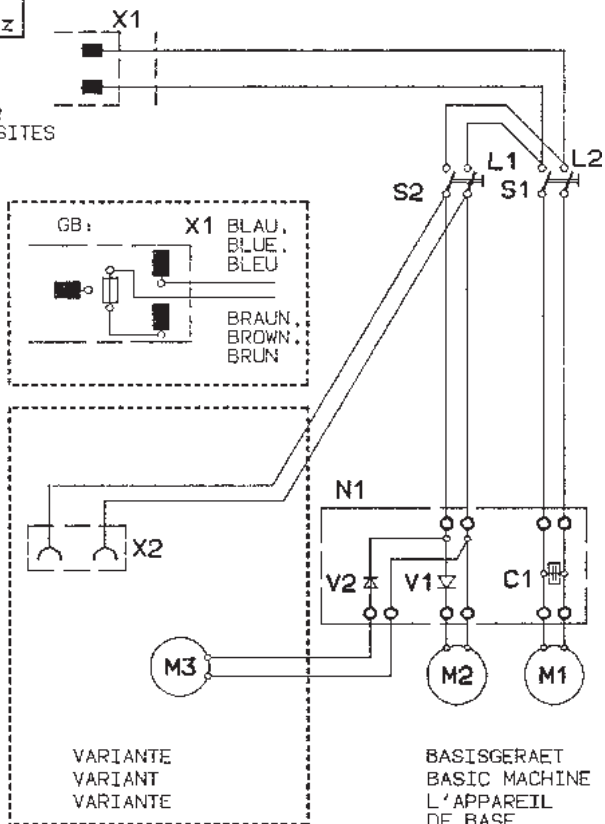 z
X1
SITES
L1
L2
S2
S1
GB:
X1
BLAU,
BLUE,
BLEU
BRAUN,
BROWN,
BRUN
N1
X2
V2
V1
C1
M3
M2
M1
VARIANTE
VARIANT
VARIANTE
BASISGERAET
BASIC MACHINE
L'APPAREIL
DE BASE